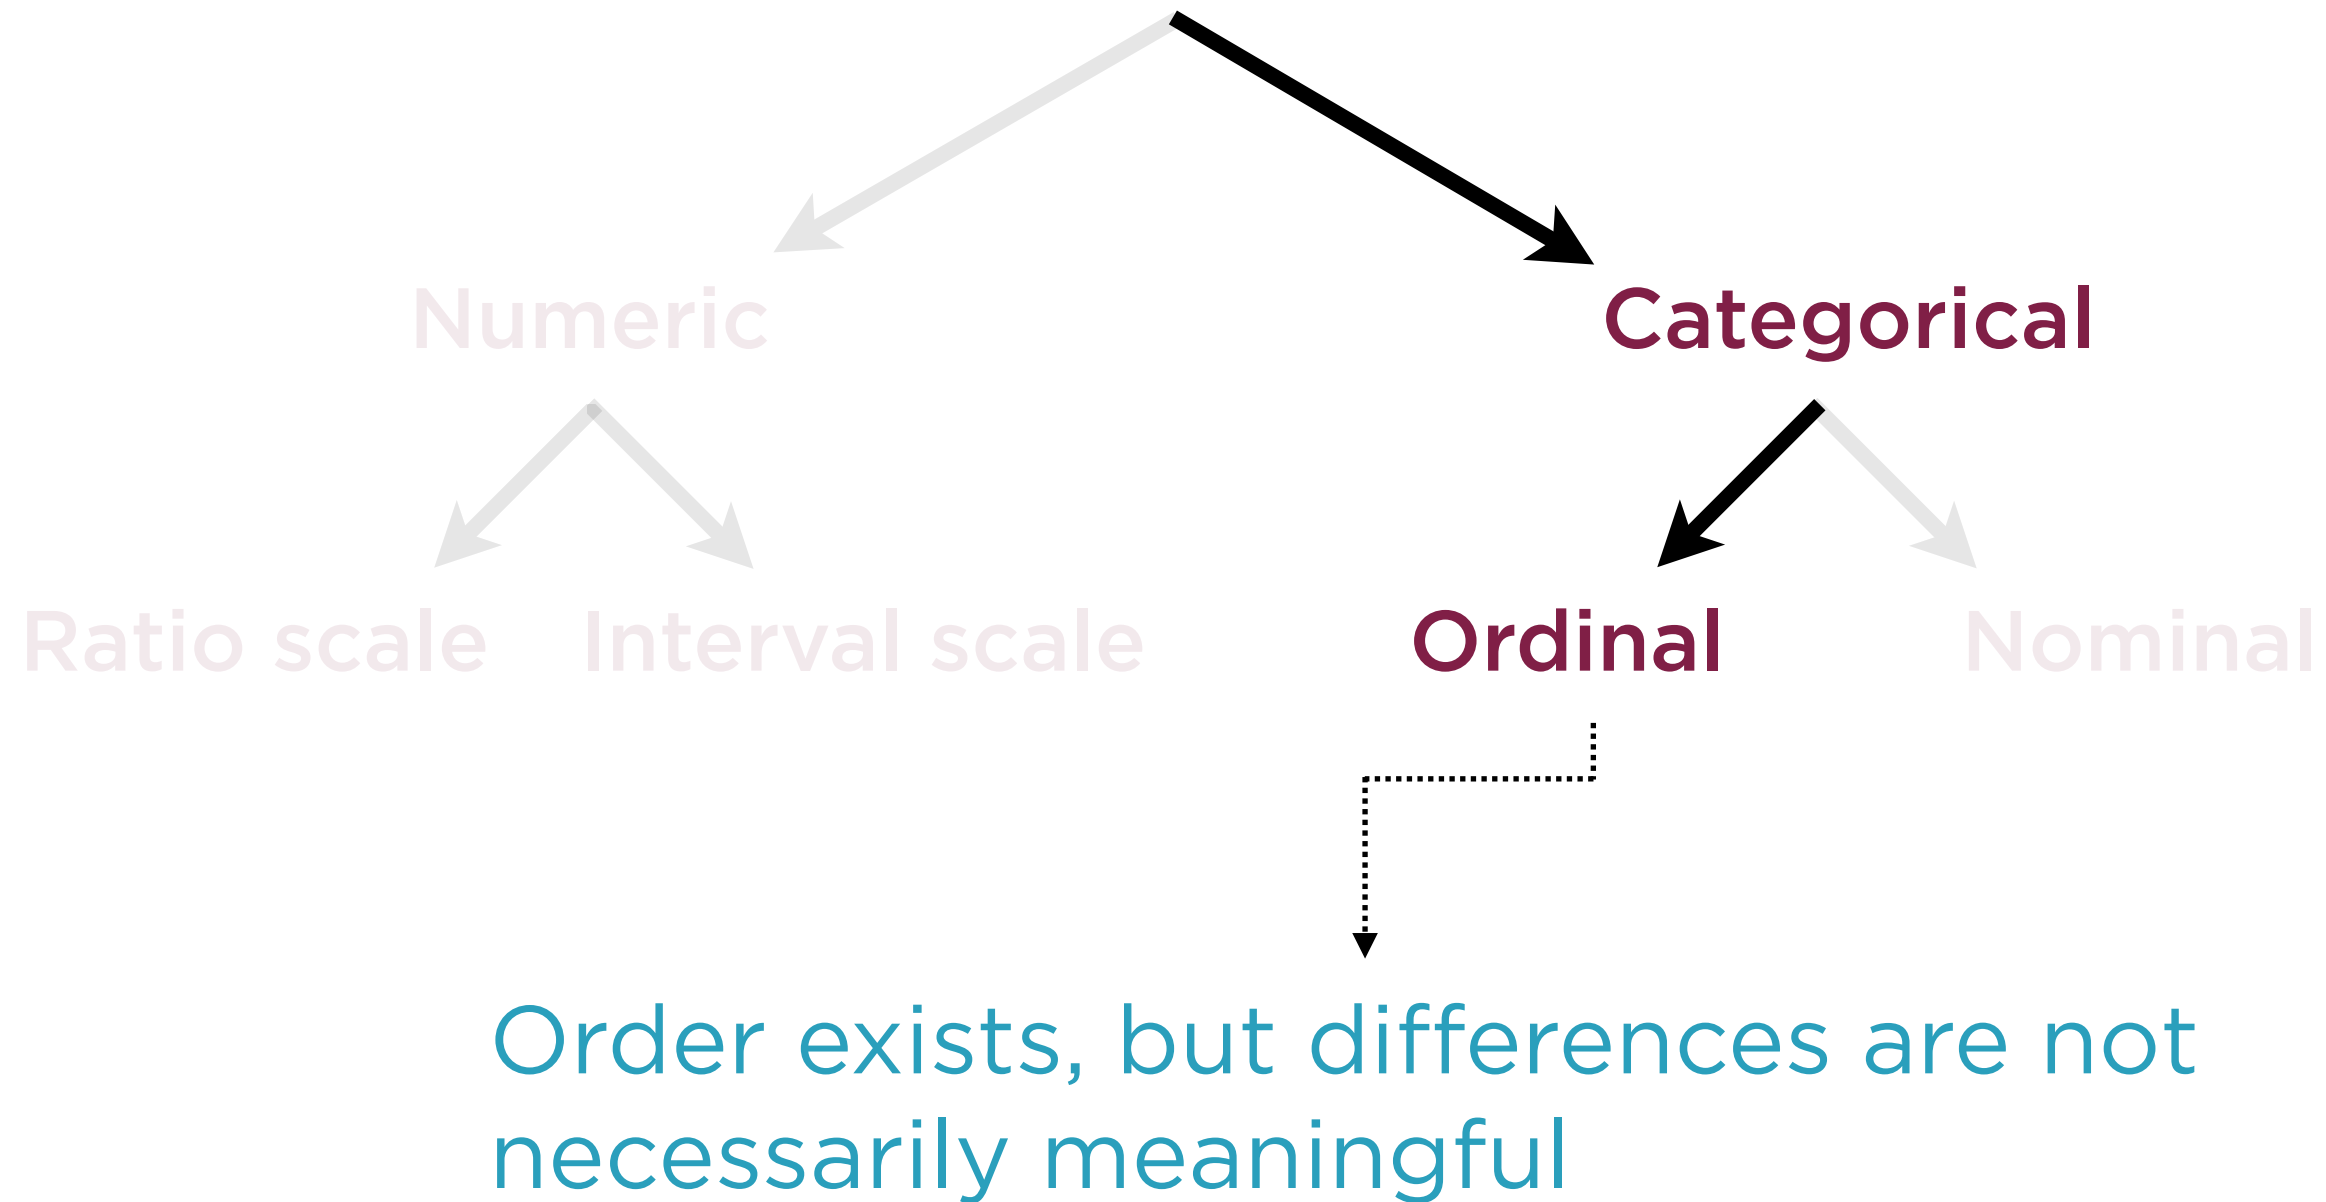 Numeric
Categorical
Ratio scale
Interval scale
Ordinal
Nominal
Order exists, but differences are not
necessarily meaningful